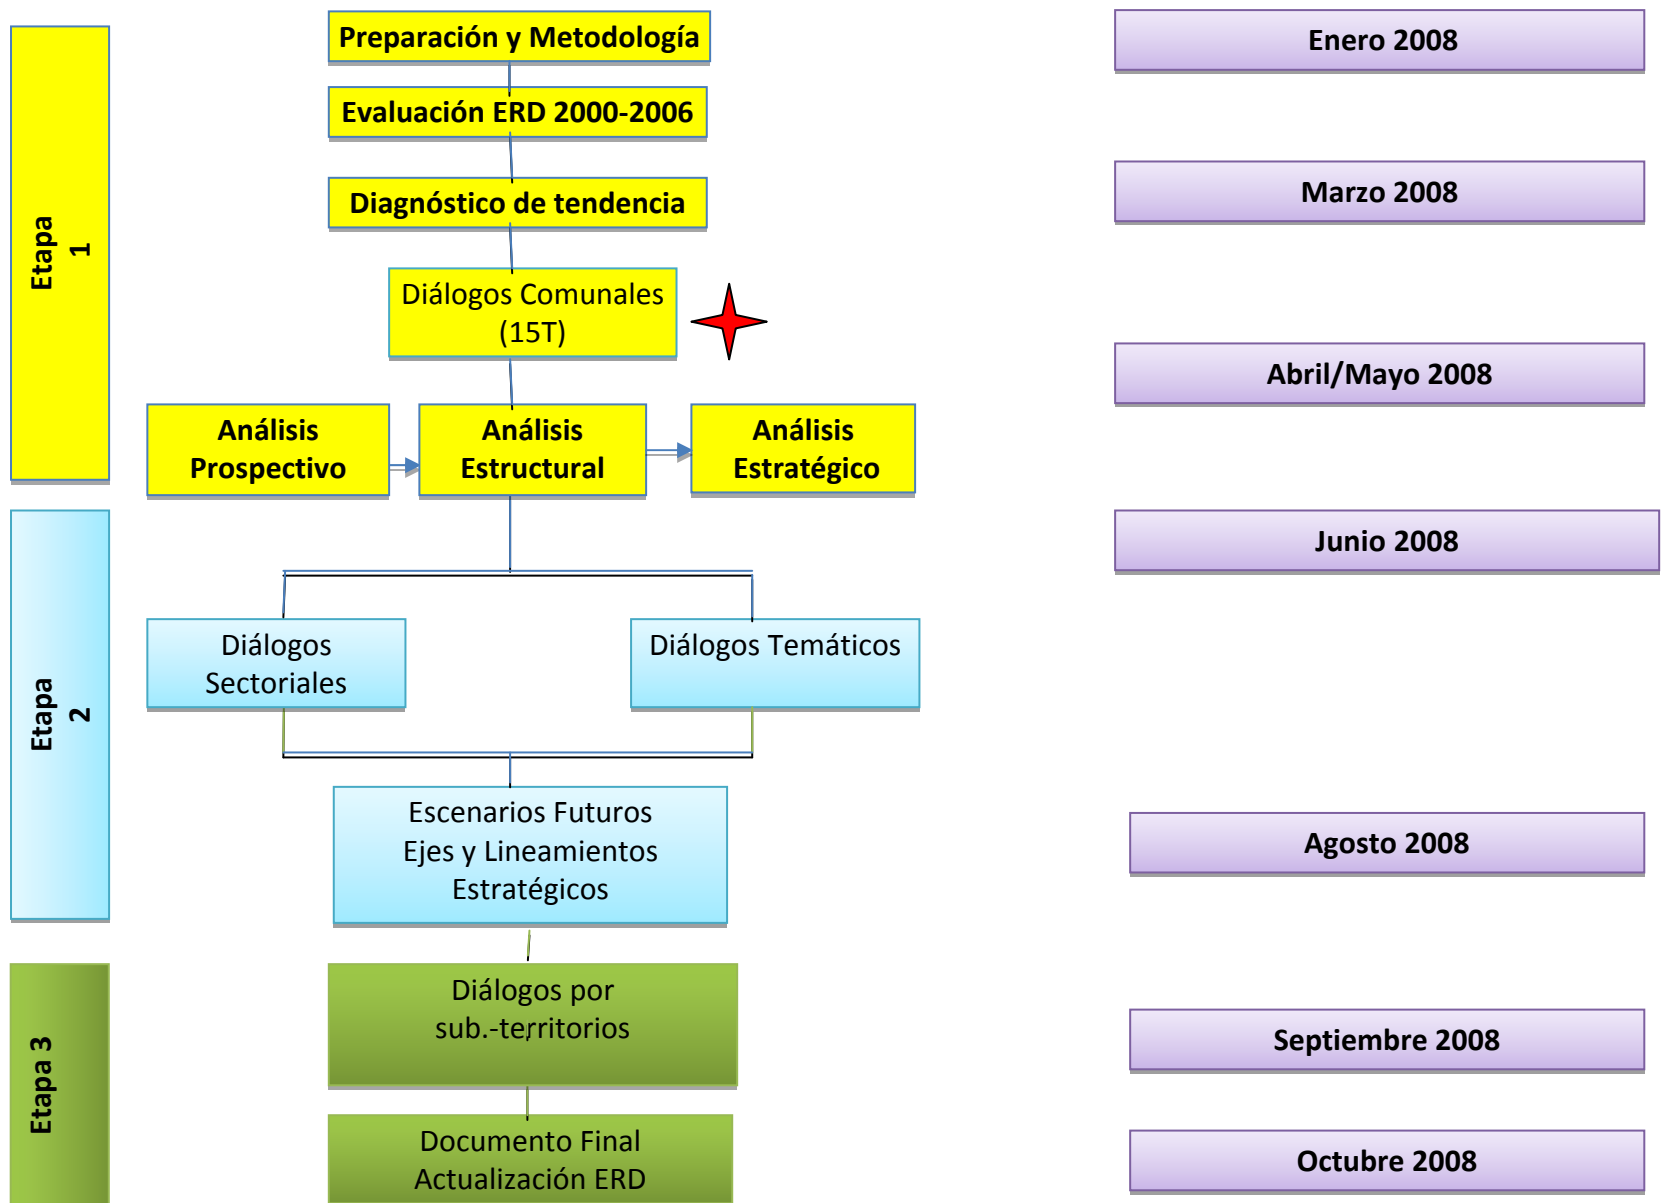 Preparación y Metodología
Enero 2008
Evaluación ERD 2000-2006
Diagnóstico de tendencia
Marzo 2008
Etapa
1
Diálogos Comunales
(15T)
Abril/Mayo 2008
Análisis
Prospectivo
Análisis
Estructural
Análisis
Estratégico
Junio 2008
Etapa
2
Diálogos
Sectoriales
Diálogos Temáticos
Escenarios Futuros
Ejes y Lineamientos
Estratégicos
Agosto 2008
Etapa 3
Diálogos por
sub.-territorios
Septiembre 2008
Documento Final
Actualización ERD
Octubre 2008